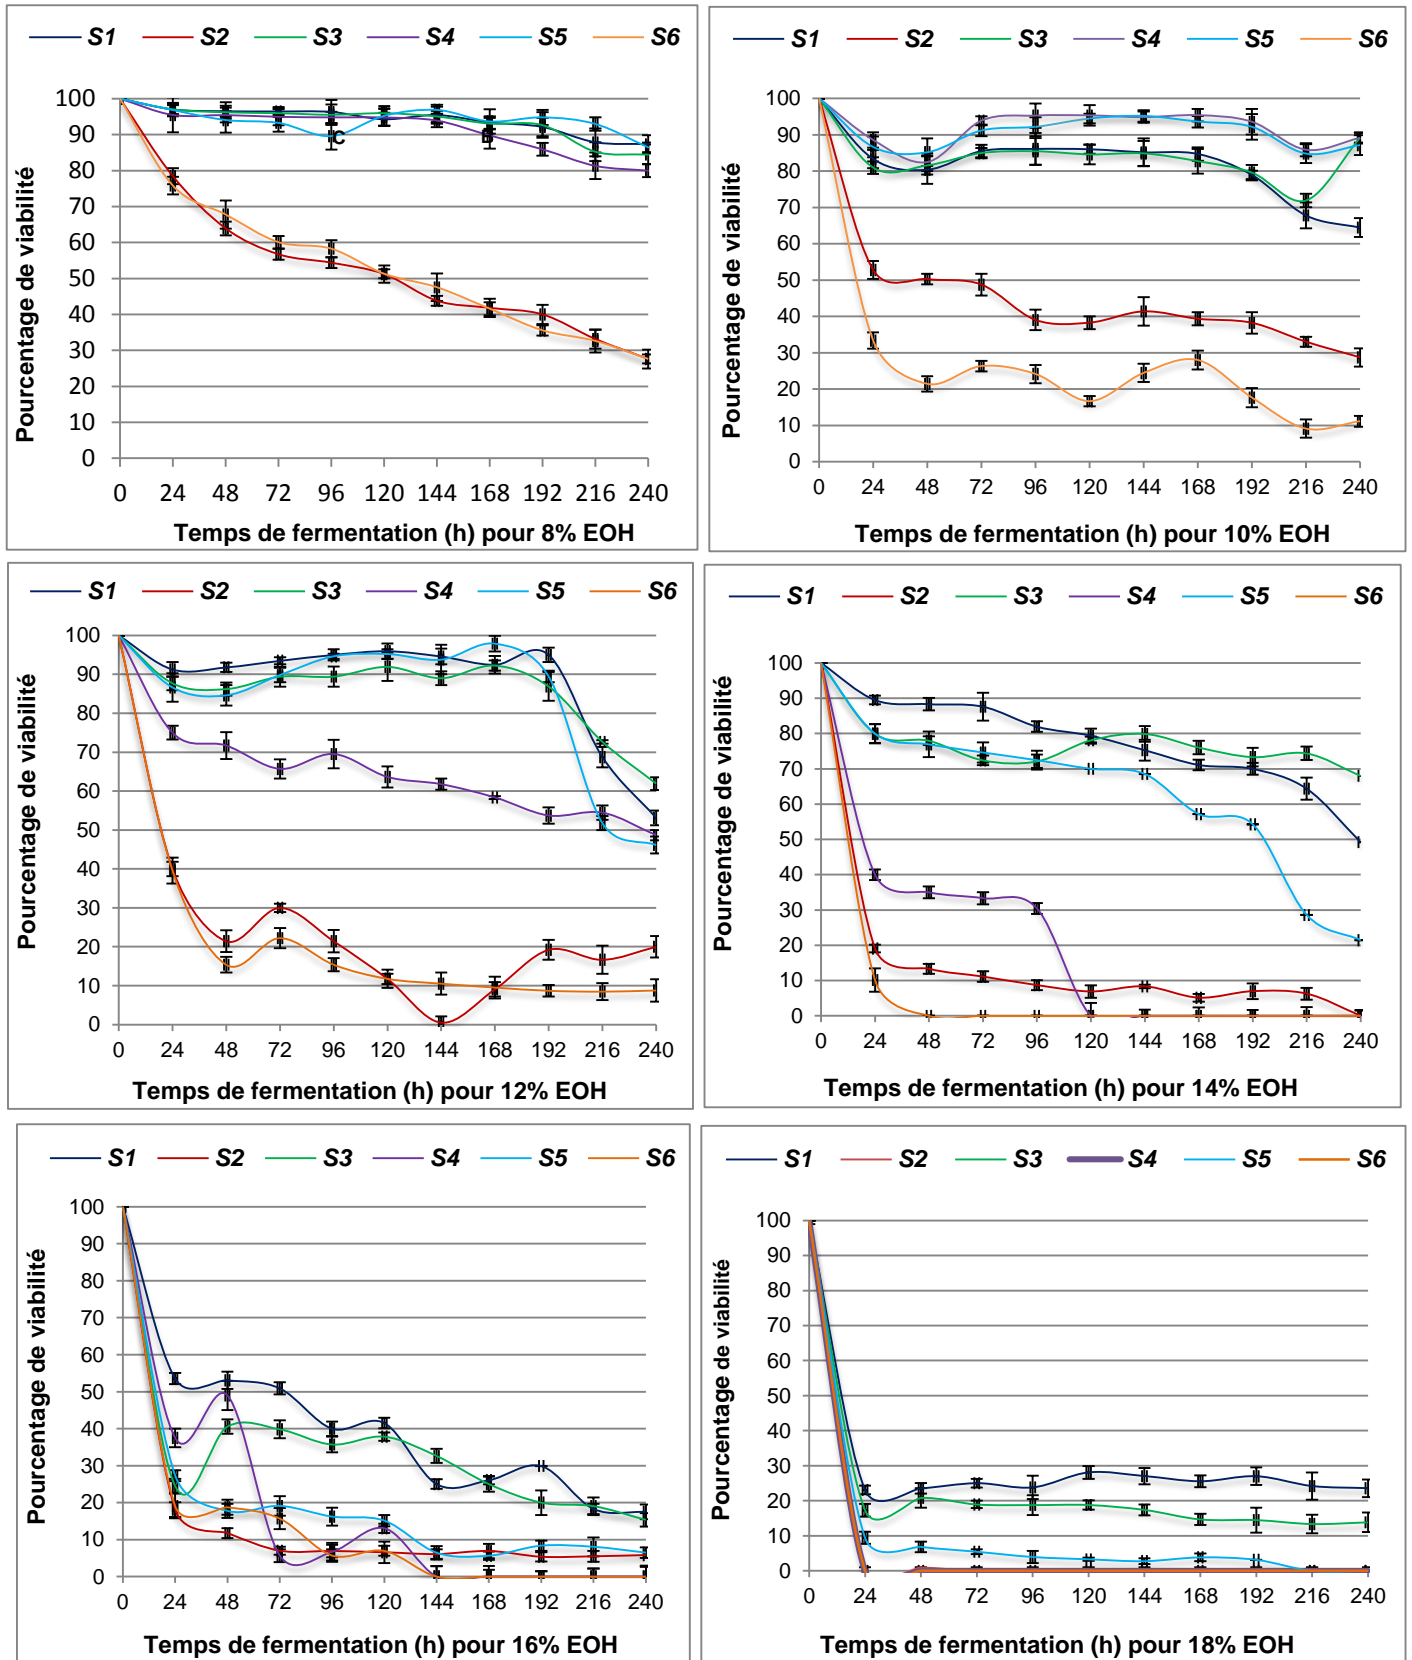 S1 S2 S3 S4 S5 S6
100
90
80
70
60
50
40
30
20
10
0
C
Pourcentage de viabilité
0 24 48 72 96 120 144 168 192 216 240
Temps de fermentation (h) pour 8% EOH
S1 S2 S3 S4 S5 S6
100
90
80
70
60
50
40
30
20
10
0
Pourcentage de viabilité
0 24 48 72 96 120 144 168 192 216 240
Temps de fermentation (h) pour 10% EOH
S1 S2 S3 S4 S5 S6
100
90
80
70
60
50
40
30
20
10
0
Pourcentage de viabilité
0 24 48 72 96 120 144 168 192 216 240
Temps de fermentation (h) pour 12% EOH
S1 S2 S3 S4 S5 S6
100
90
80
70
60
50
40
30
20
10
0
Pourcentage de viabilité
0 24 48 72 96 120 144 168 192 216 240
Temps de fermentation (h) pour 14% EOH
S1 S2 S3 S4 S5 S6
100
90
80
70
60
50
40
30
20
10
0
Pourcentage de viabilité
0 24 48 72 96 120 144 168 192 216 240
Temps de fermentation (h) pour 16% EOH
S1 S2 S3 S4 S5 S6
100
90
80
70
60
50
40
30
20
10
0
Pourcentage de viabilité
0 24 48 72 96 120 144 168 192 216 240
Temps de fermentation (h) pour 18% EOH